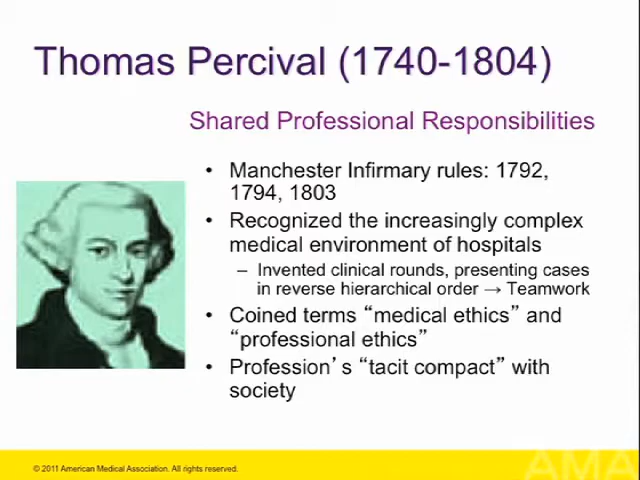 Thomas Percival (1740-1804)
Shared Professional Responsibilities
• Manchester Infirmary rules: 1792,
1794, 1803
• Recognized the increasingly complex
medical environment of hospitals
– Invented clinical rounds, presenting cases
in reverse hierarchical order → Teamwork
• Coined terms “medical ethics” and
“professional ethics”
• Profession’s “tacit compact” with
society
© 2011 American Medical Association. All rights reserved.
AMA